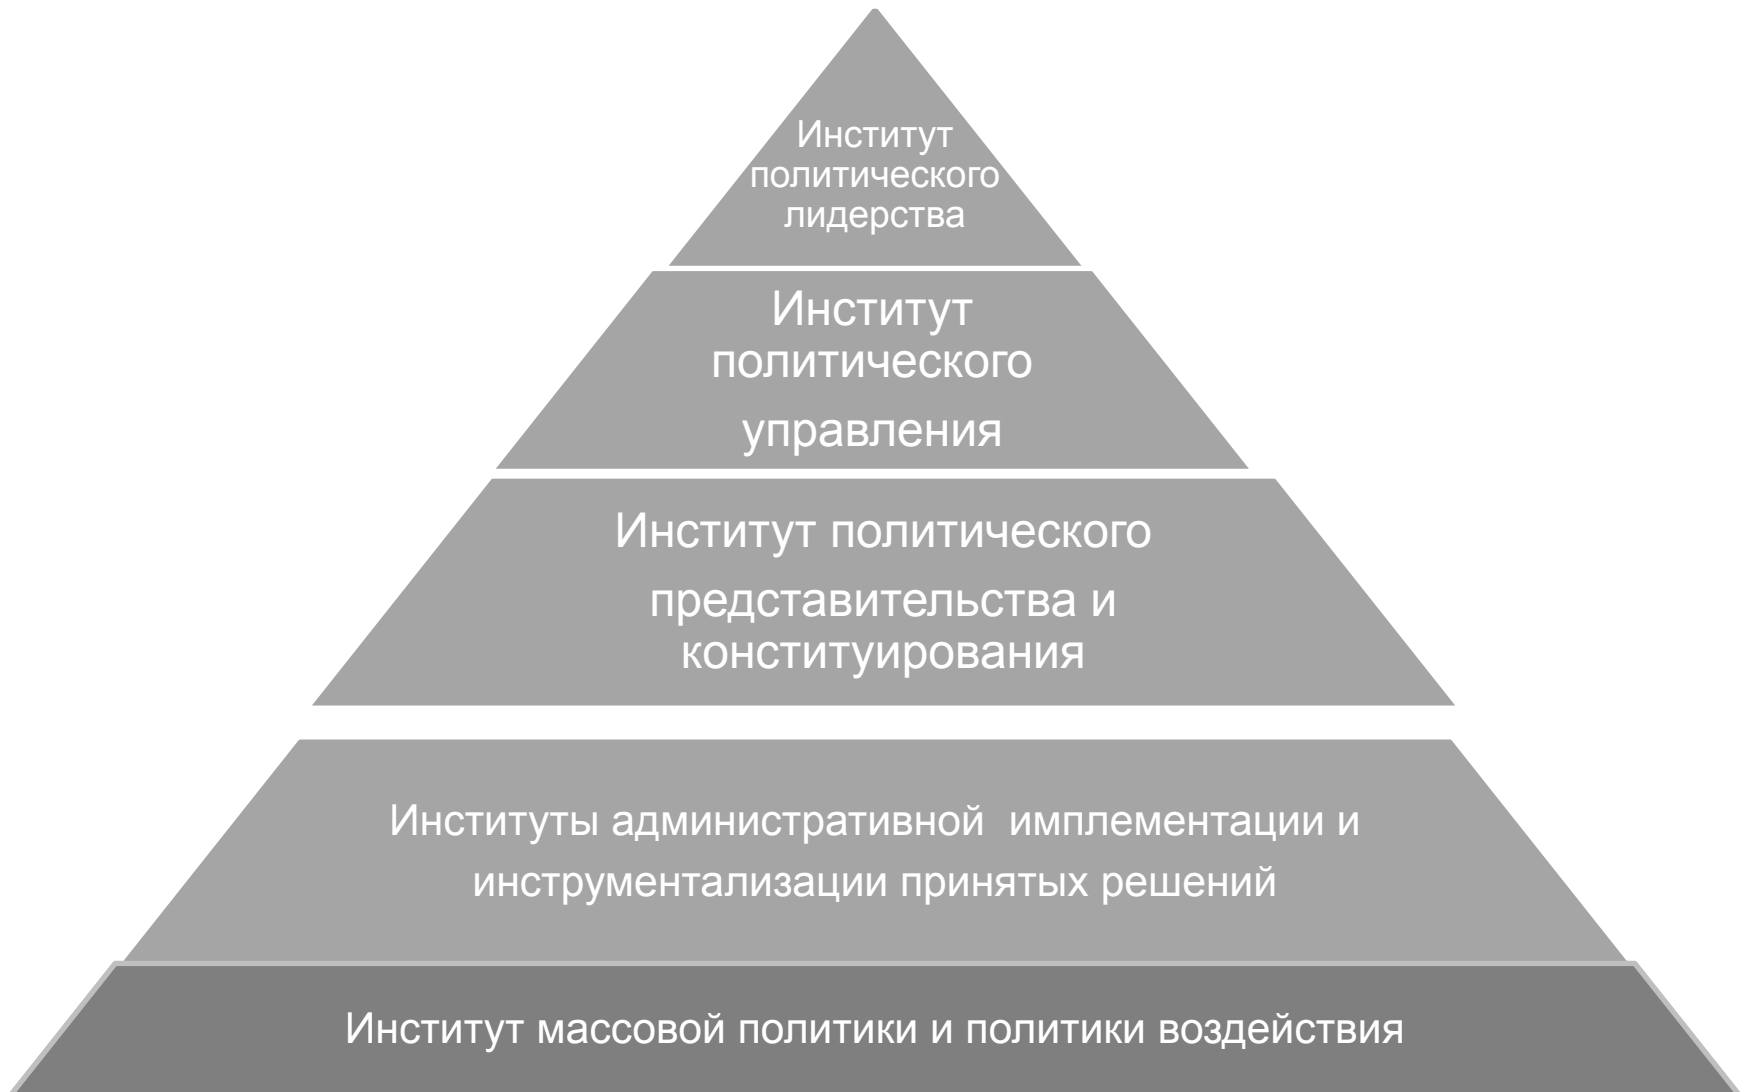 Институт
политического
лидерства
Институт
политического
управления
Институт политического
представительства и
конституирования
Институты административной  имплементации и
инструментализации принятых решений
Институт массовой политики и политики воздействия